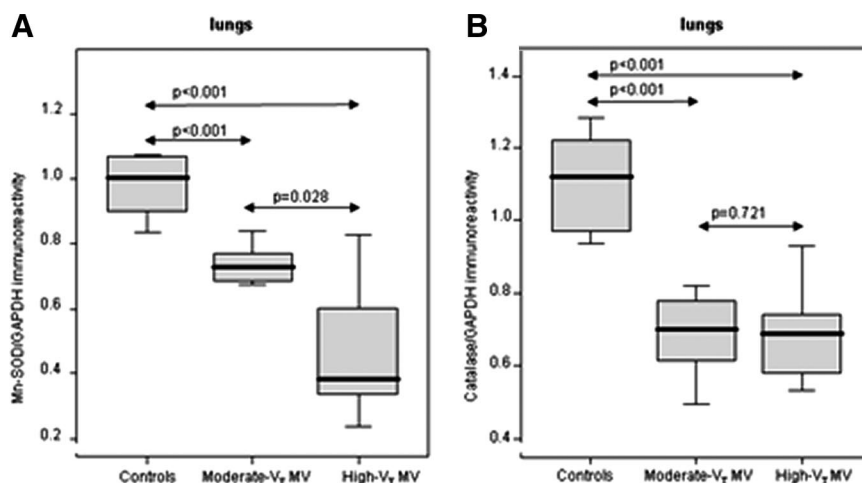 A
lungs
Mn-SOD/GAPDH immunoreactivity
1.2
1.0
0.8
0.6
0.4
0.2
p<0.001
p<0.001
p=0.028
Controls
Moderate-VT MV
High-VT MV
B
lungs
Catalase/GAPDH immunoreactivity
1.4
1.2
1.0
0.8
0.6
0.4
p<0.001
p<0.001
p=0.721
Controls
Moderate-VT MV
High-VT MV